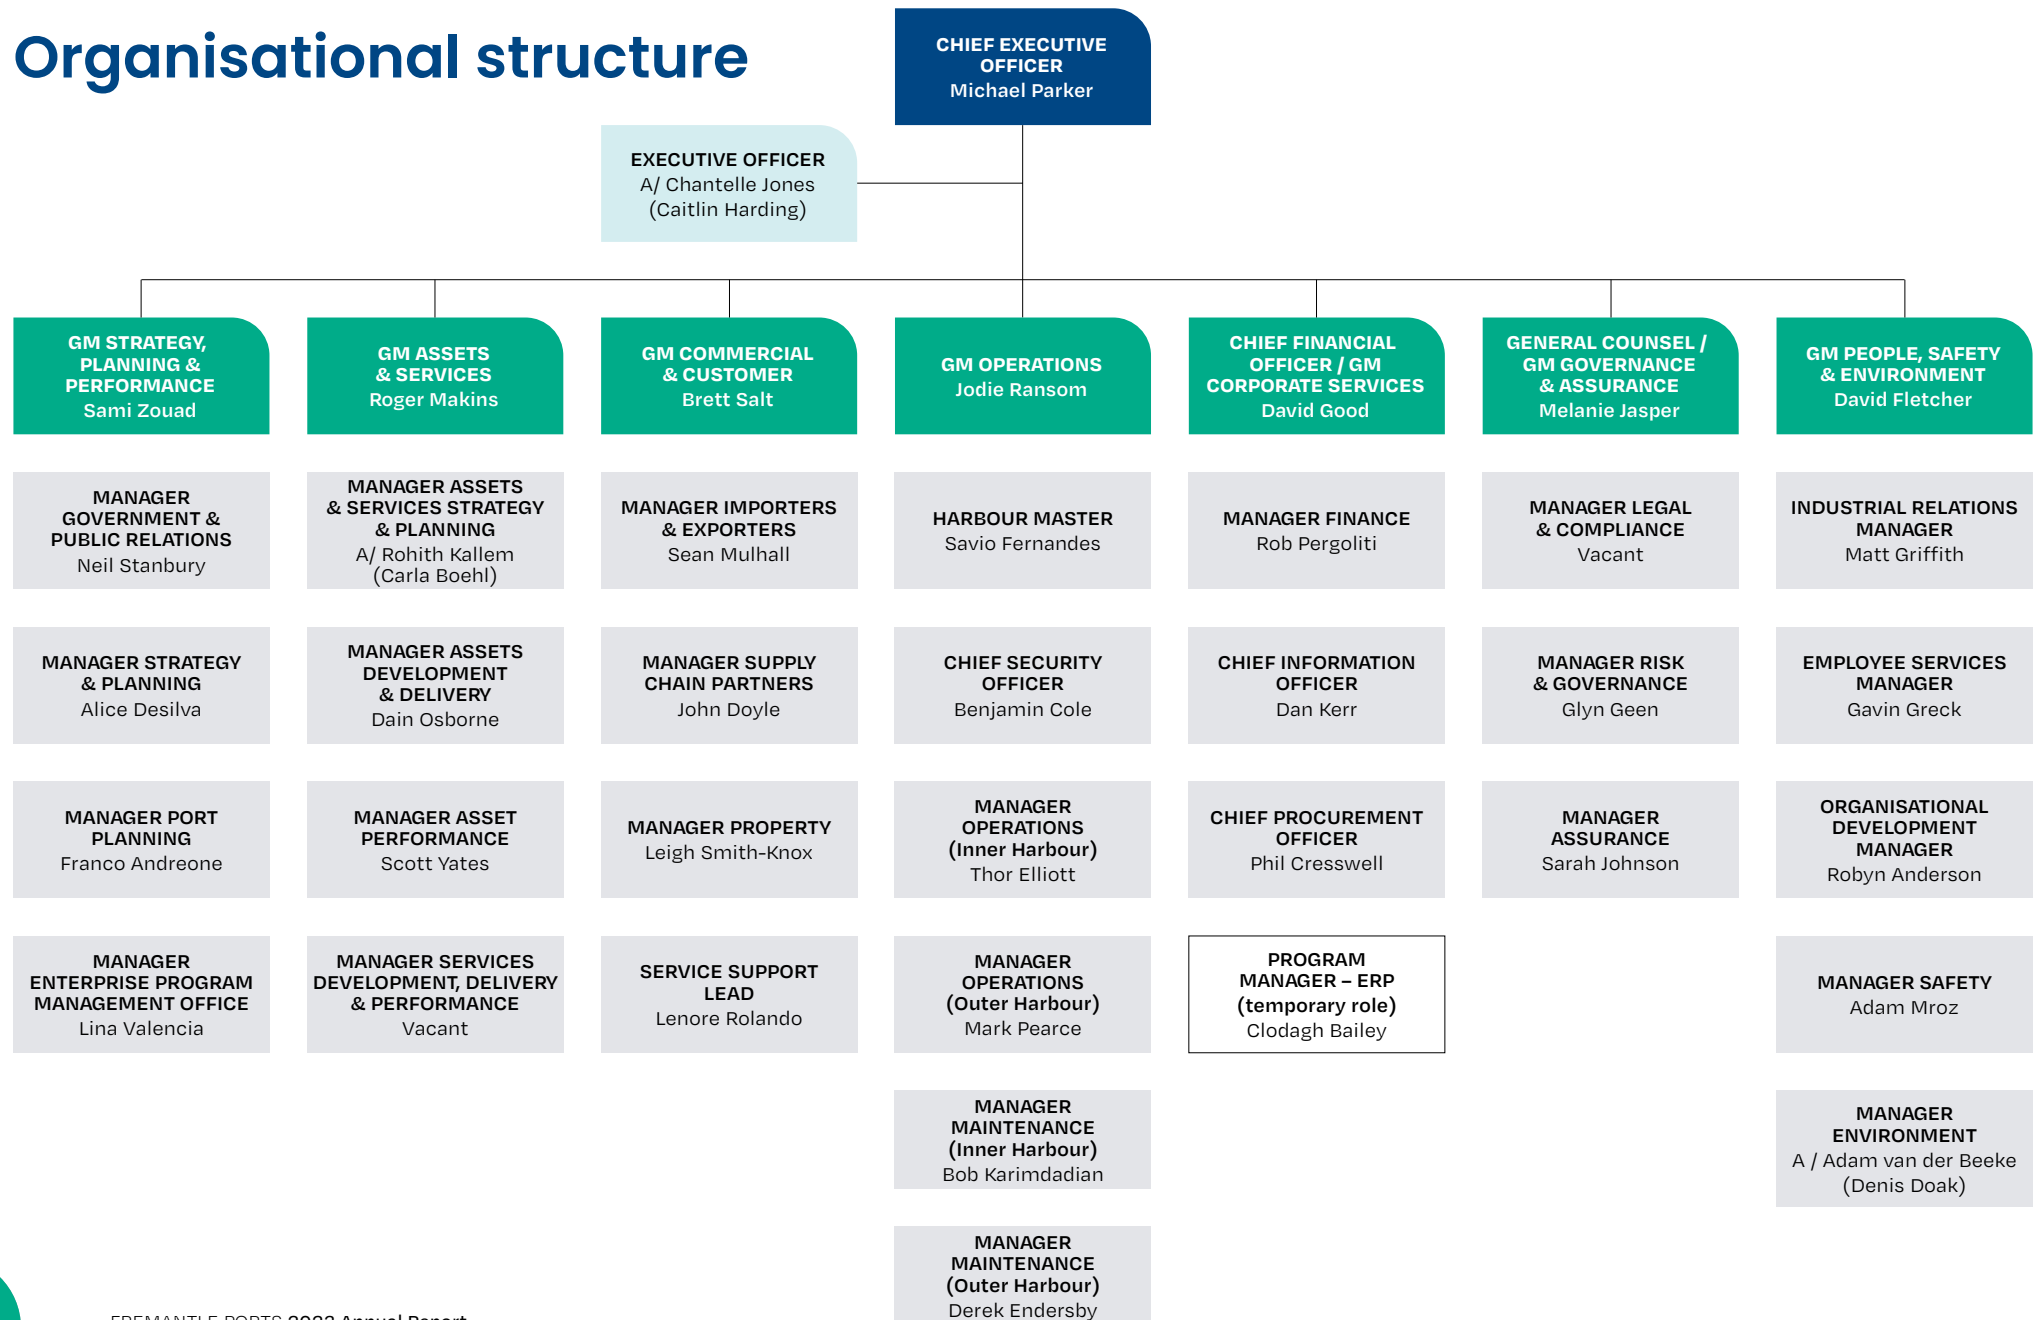 Organisational structure
CHIEF EXECUTIVE
OFFICER
Michael Parker
EXECUTIVE OFFICER
A/ Chantelle Jones
(Caitlin Harding)
GM STRATEGY,
PLANNING &
PERFORMANCE
Sami Zouad
GM ASSETS
& SERVICES
Roger Makins
GM COMMERCIAL
& CUSTOMER
Brett Salt
GM OPERATIONS
Jodie Ransom
CHIEF FINANCIAL
OFFICER / GM
CORPORATE SERVICES
David Good
GENERAL COUNSEL /
GM GOVERNANCE
& ASSURANCE
Melanie Jasper
GM PEOPLE, SAFETY
& ENVIRONMENT
David Fletcher
MANAGER
GOVERNMENT &
PUBLIC RELATIONS
Neil Stanbury
MANAGER ASSETS
& SERVICES STRATEGY
& PLANNING
A/ Rohith Kallem
(Carla Boehl)
MANAGER IMPORTERS
& EXPORTERS
Sean Mulhall
HARBOUR MASTER
Savio Fernandes
MANAGER FINANCE
Rob Pergoliti
MANAGER LEGAL
& COMPLIANCE
Vacant
INDUSTRIAL RELATIONS
MANAGER
Matt Griffith
MANAGER STRATEGY
& PLANNING
Alice Desilva
MANAGER ASSETS
DEVELOPMENT
& DELIVERY
Dain Osborne
MANAGER SUPPLY
CHAIN PARTNERS
John Doyle
CHIEF SECURITY
OFFICER
Benjamin Cole
CHIEF INFORMATION
OFFICER
Dan Kerr
MANAGER RISK
& GOVERNANCE
Glyn Geen
EMPLOYEE SERVICES
MANAGER
Gavin Greck
MANAGER PORT
PLANNING
Franco Andreone
MANAGER ASSET
PERFORMANCE
Scott Yates
MANAGER PROPERTY
Leigh Smith-Knox
MANAGER
OPERATIONS
(Inner Harbour)
Thor Elliott
CHIEF PROCUREMENT
OFFICER
Phil Cresswell
MANAGER
ASSURANCE
Sarah Johnson
ORGANISATIONAL
DEVELOPMENT
MANAGER
Robyn Anderson
MANAGER
ENTERPRISE PROGRAM
MANAGEMENT OFFICE
Lina Valencia
MANAGER SERVICES
DEVELOPMENT, DELIVERY
& PERFORMANCE
Vacant
SERVICE SUPPORT
LEAD
Lenore Rolando
MANAGER
OPERATIONS
(Outer Harbour)
Mark Pearce
PROGRAM
MANAGER – ERP
(temporary role)
Clodagh Bailey
MANAGER SAFETY
Adam Mroz
MANAGER
MAINTENANCE
(Inner Harbour)
Bob Karimdadian
MANAGER
ENVIRONMENT
A / Adam van der Beeke
(Denis Doak)
MANAGER
MAINTENANCE
(Outer Harbour)
Derek Endersby
FREMANTLE PORTS 2023 Annual Report